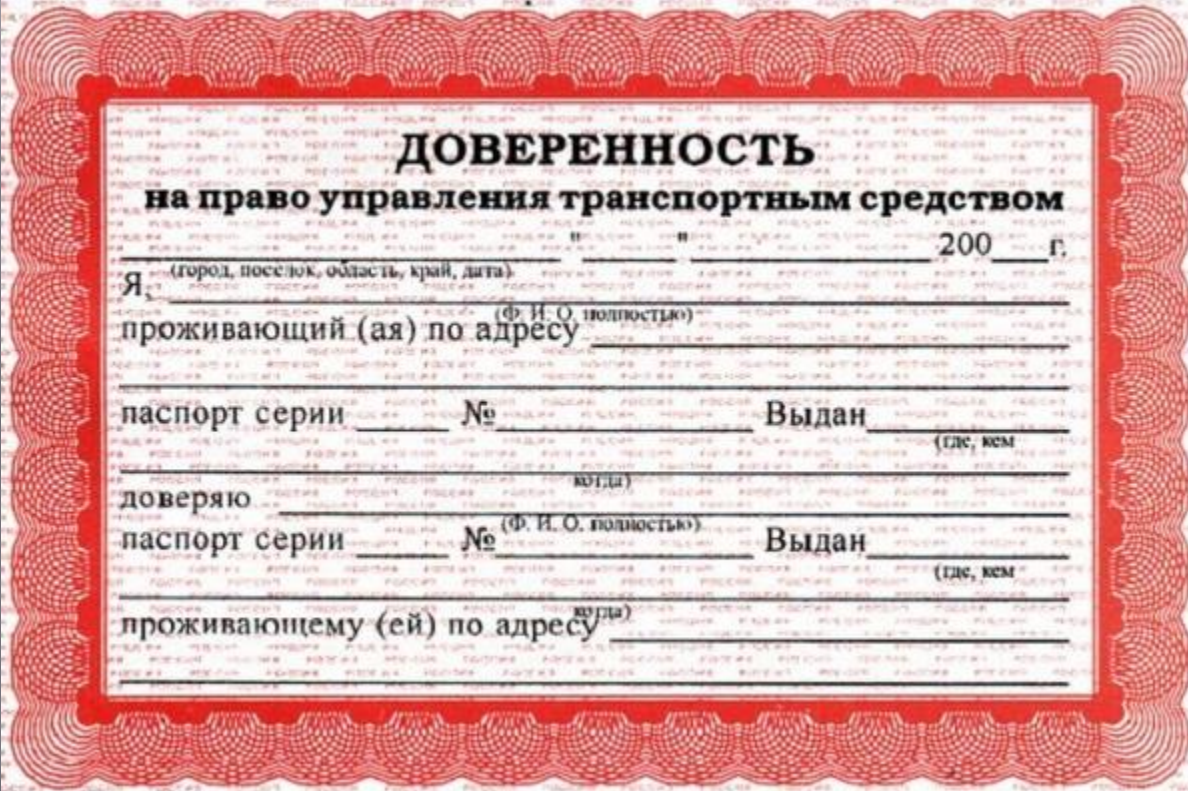 ДОВЕРЕННОСТЬ
на право управления транспортным средством
" " 200 г.
(город, поселок, область, край, дата)
Я,
(Ф. И. О. полностью)
проживающий (ая) по адресу
паспорт серии № Выдан
(где, кем
когда)
доверяю
(Ф. И. О. полностью)
паспорт серии № Выдан
(где, кем
когда)
проживающему (ей) по адресу